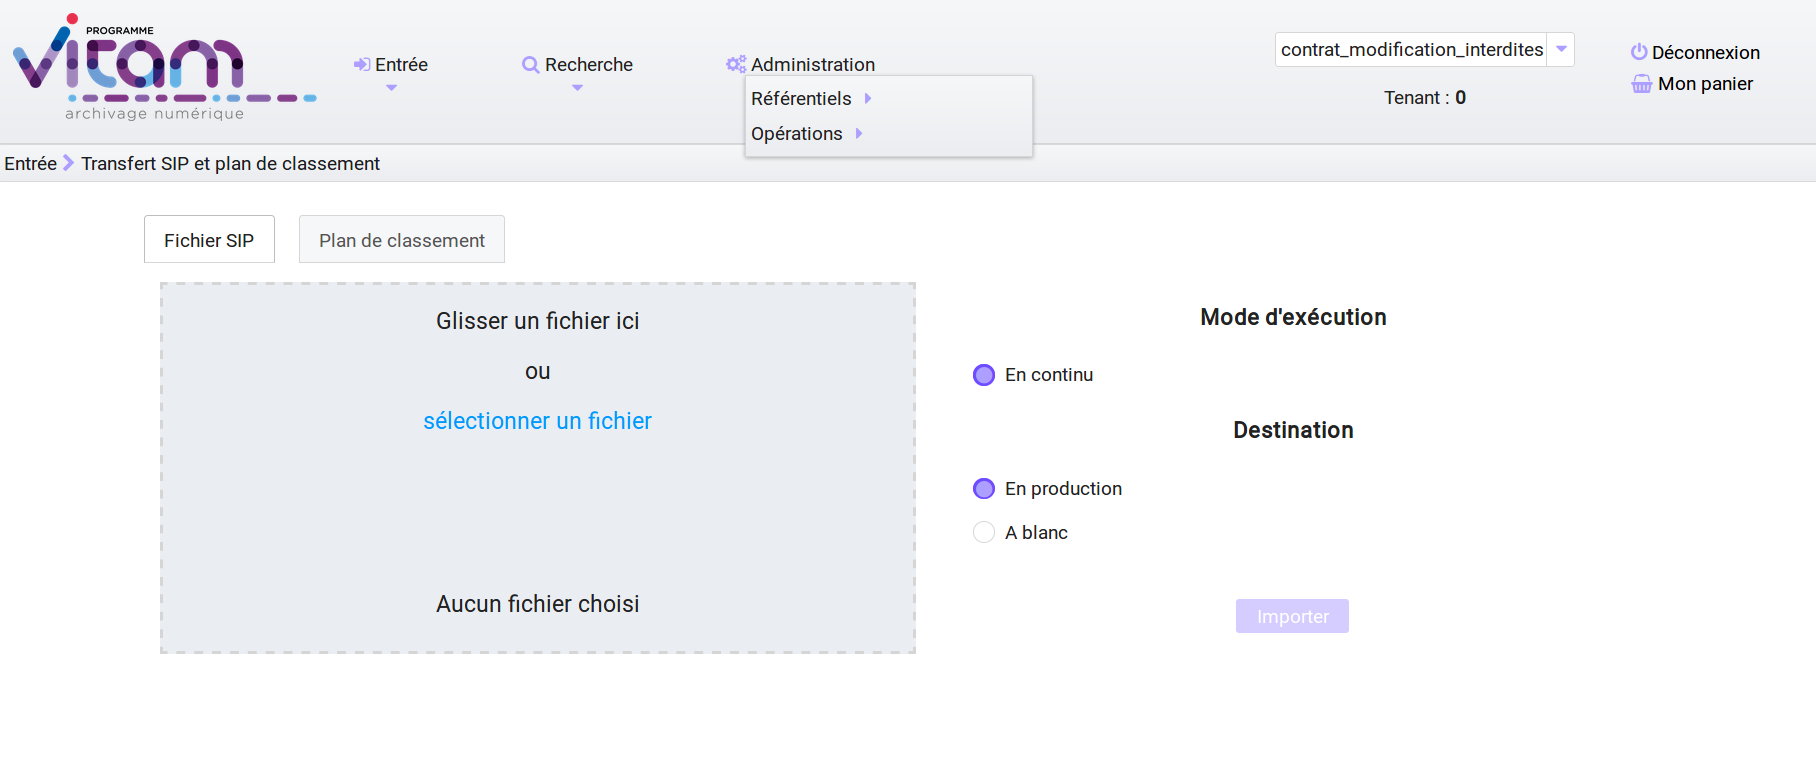 PROGRAMME
vitam
archivage numérique
Entrée
Recherche
Administration
Référentiels
Opérations
contrat_modification_interdites
Tenant : 0
Déconnexion
Mon panier
Entrée Transfert SIP et plan de classement
Fichier SIP
Plan de classement
Glisser un fichier ici
ou
sélectionner un fichier
Aucun fichier choisi
Mode d'exécution
En continu
Destination
En production
A blanc
Importer